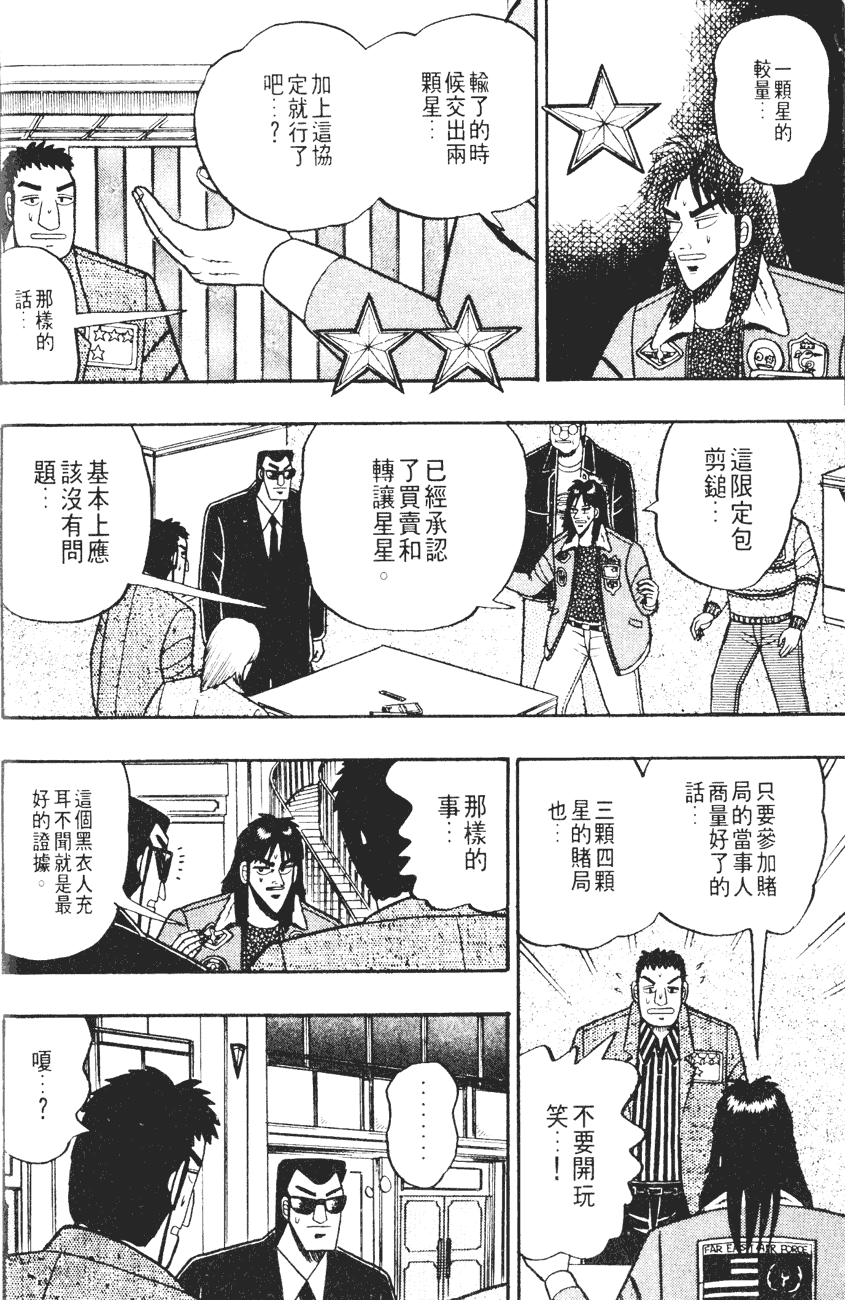 一顆星的
較量…
輸了的時
候交出兩
顆星…
加上這協
定就行了
吧…?
那樣的
話…
這限定包
剪鎚…
已經承認
了買賣和
轉讓星星。
基本上應
該沒有問
題…
只要參加賭
局的當事人
商量好了的
話…
三顆四顆
星的賭局
也…
不要開玩
笑…!
FAR EAST AIR FORCE
那樣的
事…
這個黑衣人充
耳不聞就是最
好的證據。
………
嗄…?